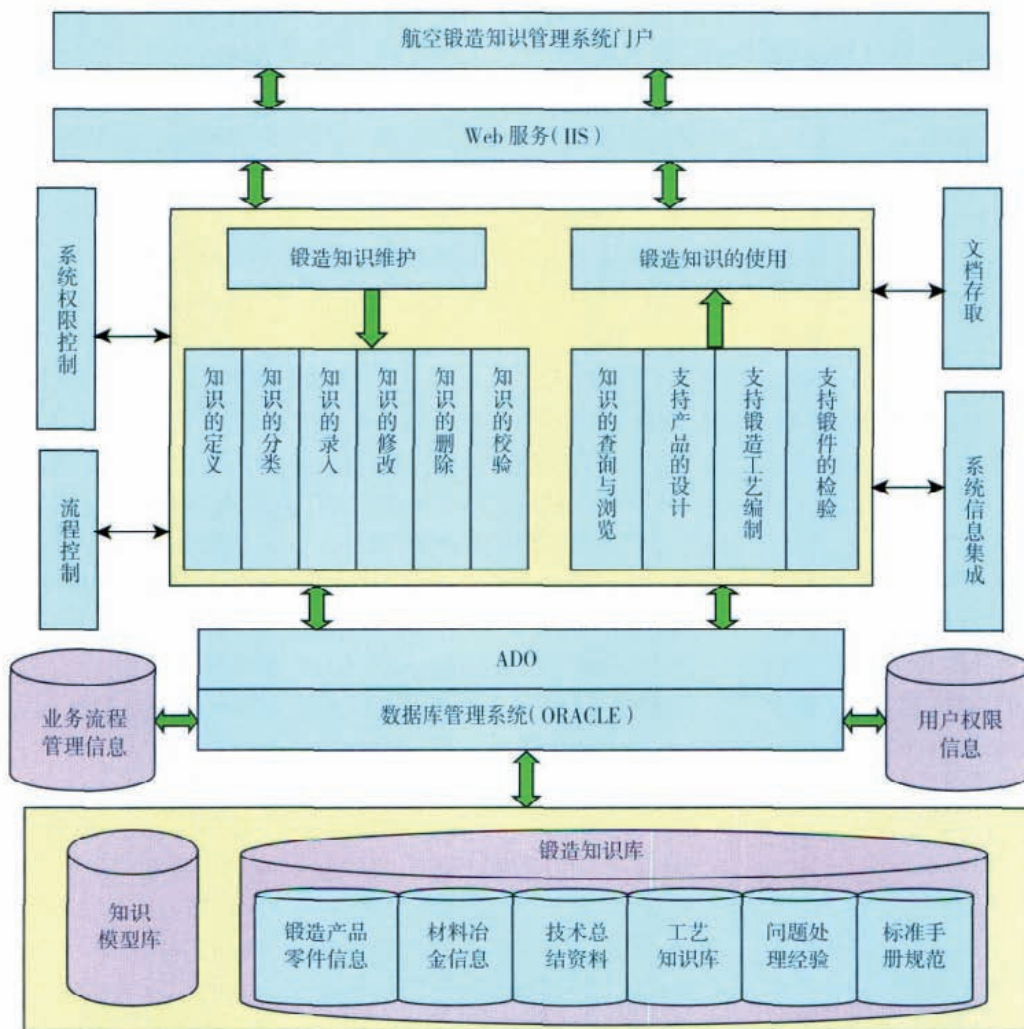 航空锻造知识管理系统门户
Web 服务( IIS )
系统权限控制
锻造知识维护
锻造知识的使用
文档存取
知识的定义
知识的分类
知识的录入
知识的修改
知识的删除
知识的校验
知识的查询与浏览
支持产品的设计
支持锻造工艺编制
支持锻件的检验
流程控制
系统信息集成
ADO
数据库管理系统( ORACLE )
业务流程
管理信息
用户权限
信息
锻造知识库
知识
模型库
锻造产品
零件信息
材料冶
金信息
技术总
结资料
工艺
知识库
问题处
理经验
标准手
册规范